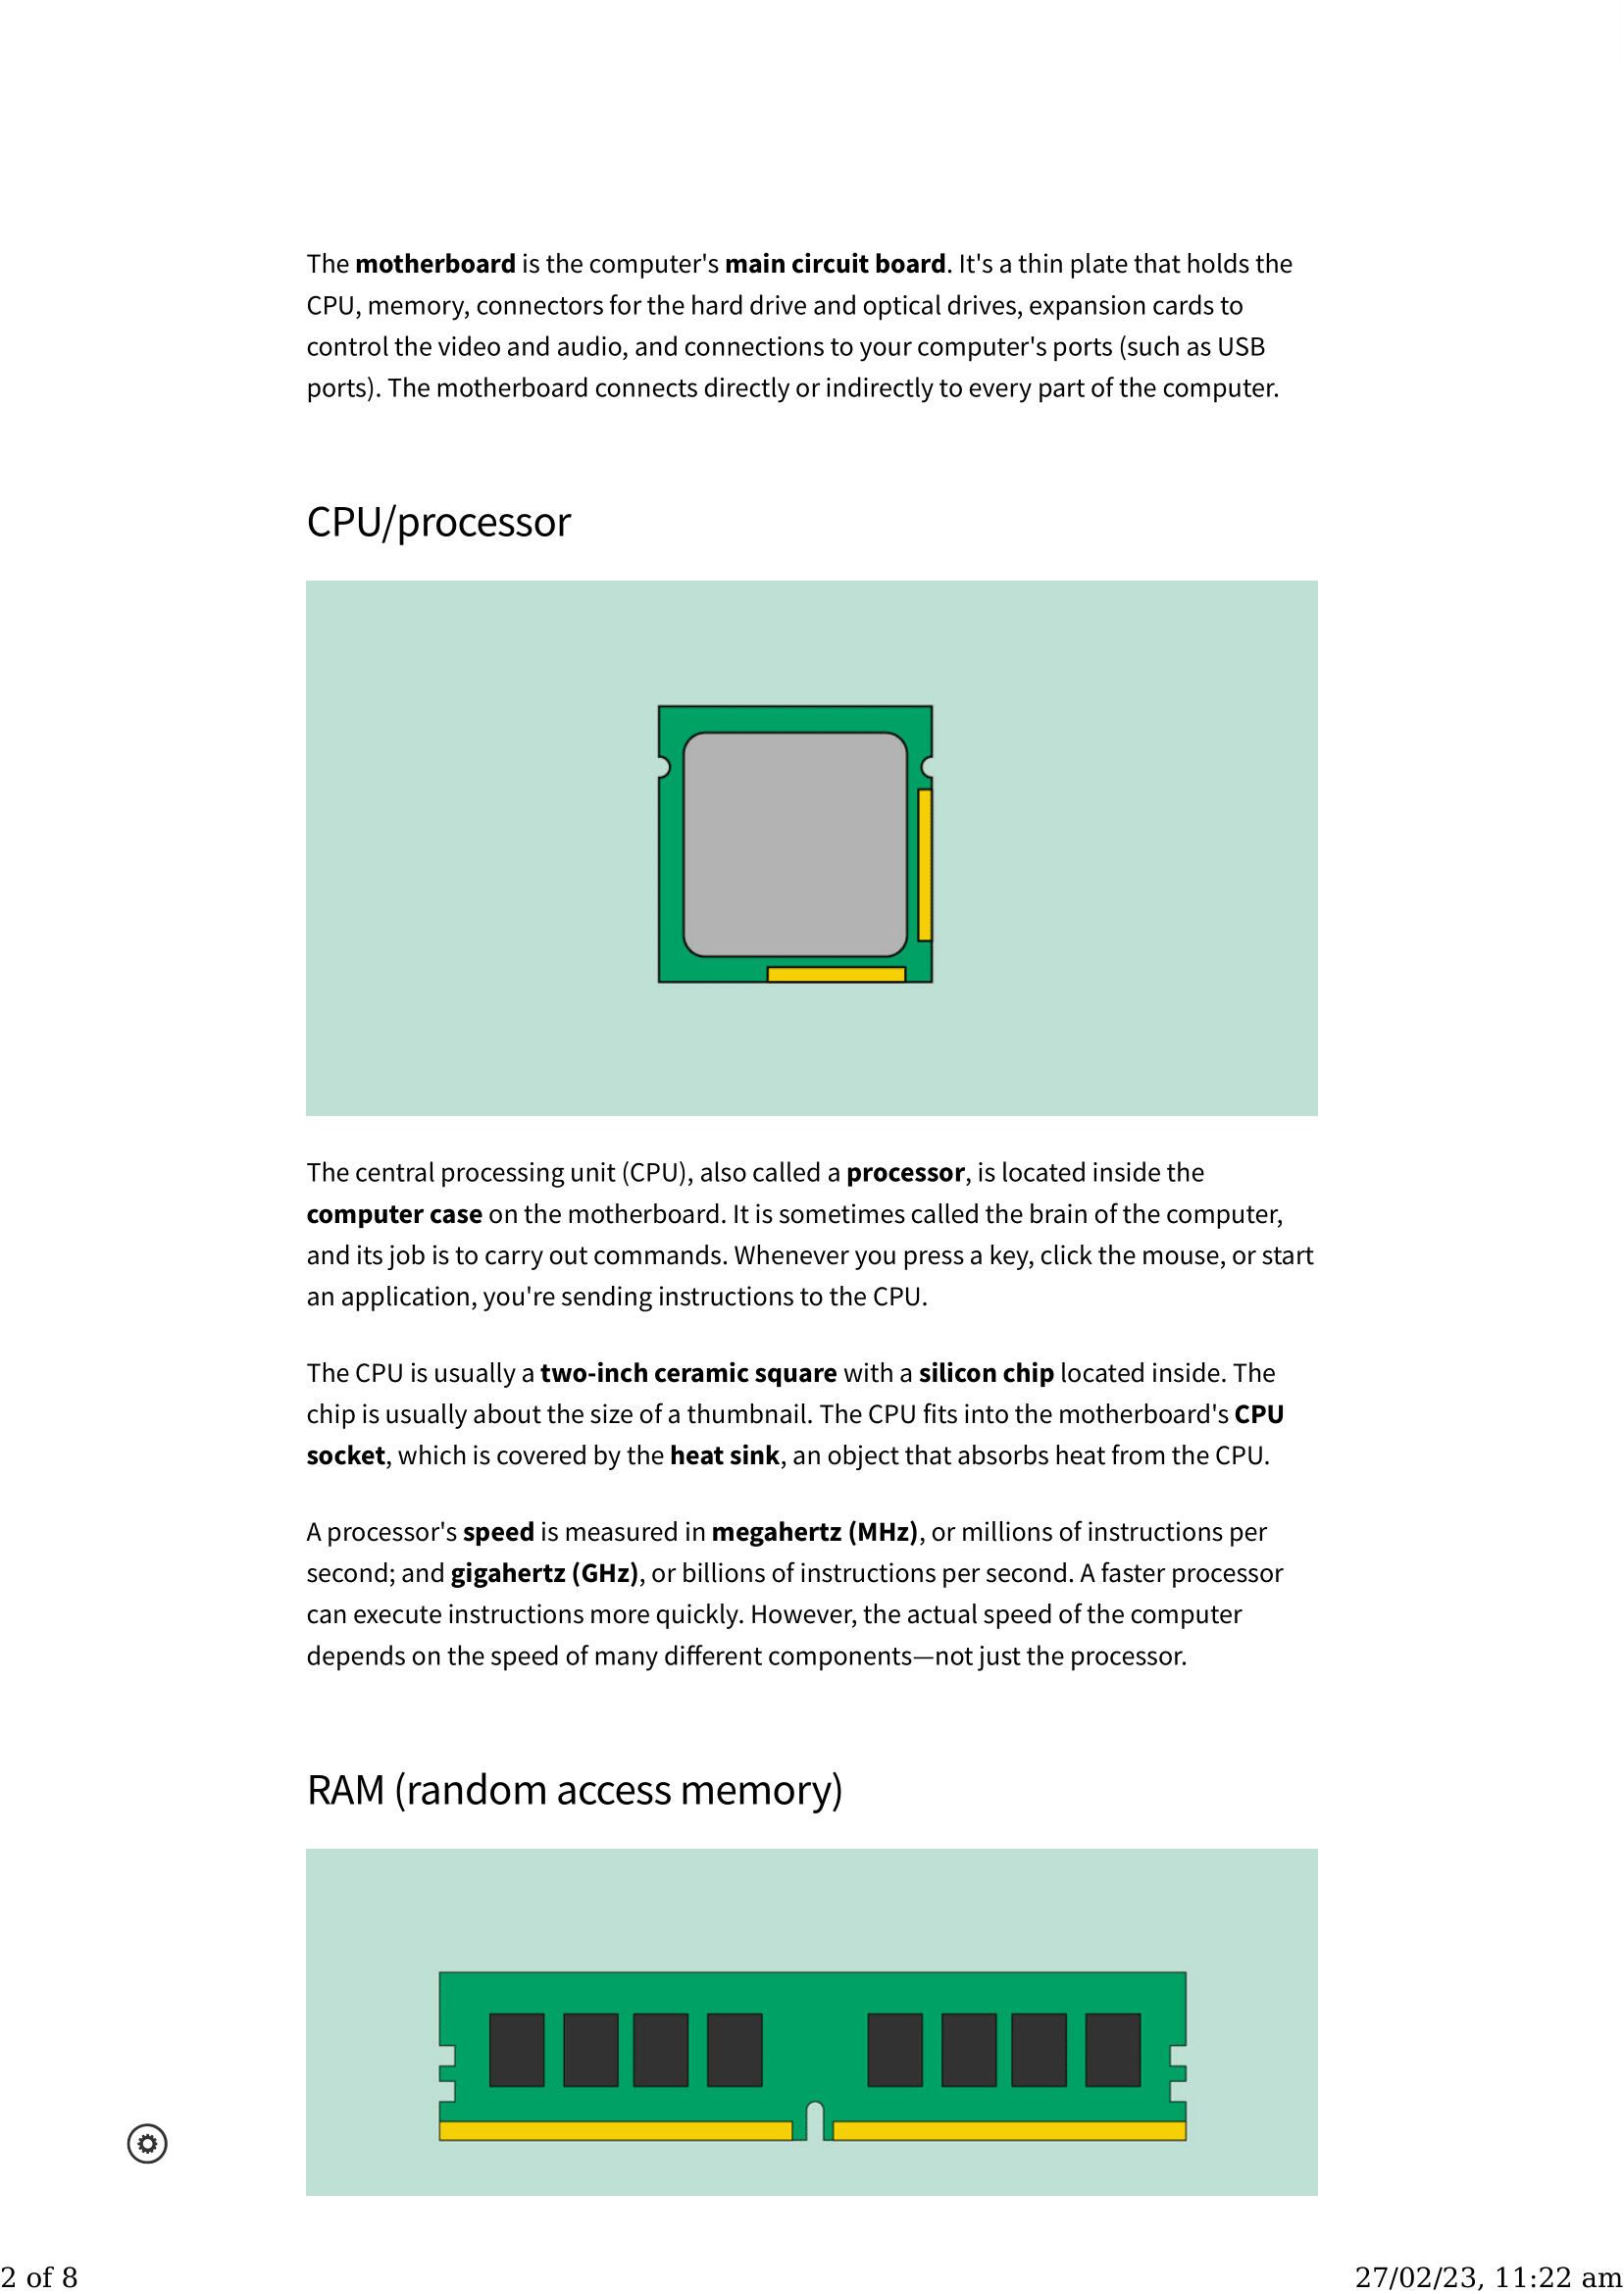 The motherboard is the computer's main circuit board. It's a thin plate that holds the
CPU, memory, connectors for the hard drive and optical drives, expansion cards to
control the video and audio, and connections to your computer's ports (such as USB
ports). The motherboard connects directly or indirectly to every part of the computer.
CPU/processor
The central processing unit (CPU), also called a processor, is located inside the
computer case on the motherboard. It is sometimes called the brain of the computer,
and its job is to carry out commands. Whenever you press a key, click the mouse, or start
an application, you're sending instructions to the CPU.
The CPU is usually a two-inch ceramic square with a silicon chip located inside. The
chip is usually about the size of a thumbnail. The CPU fits into the motherboard's CPU
socket, which is covered by the heat sink, an object that absorbs heat from the CPU.
A processor's speed is measured in megahertz (MHz), or millions of instructions per
second; and gigahertz (GHz), or billions of instructions per second. A faster processor
can execute instructions more quickly. However, the actual speed of the computer
depends on the speed of many different components—not just the processor.
RAM (random access memory)
2 of 8
27/02/23, 11:22 am